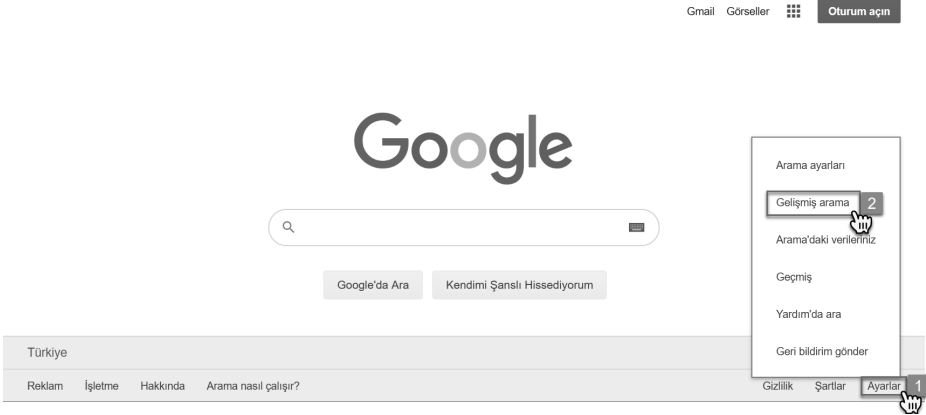 Gmail Görseller Oturum açın
Google
Arama ayarları
Gelişmiş arama 2
Arama'daki verileriniz
Geçmiş
Yardım'da ara
Geri bildirim gönder
Google'da Ara Kendimi Şanslı Hissediyorum
Türkiye
Reklam İşletme Hakkında Arama nasıl çalışır? Gizlilik Şartlar Ayarlar 1